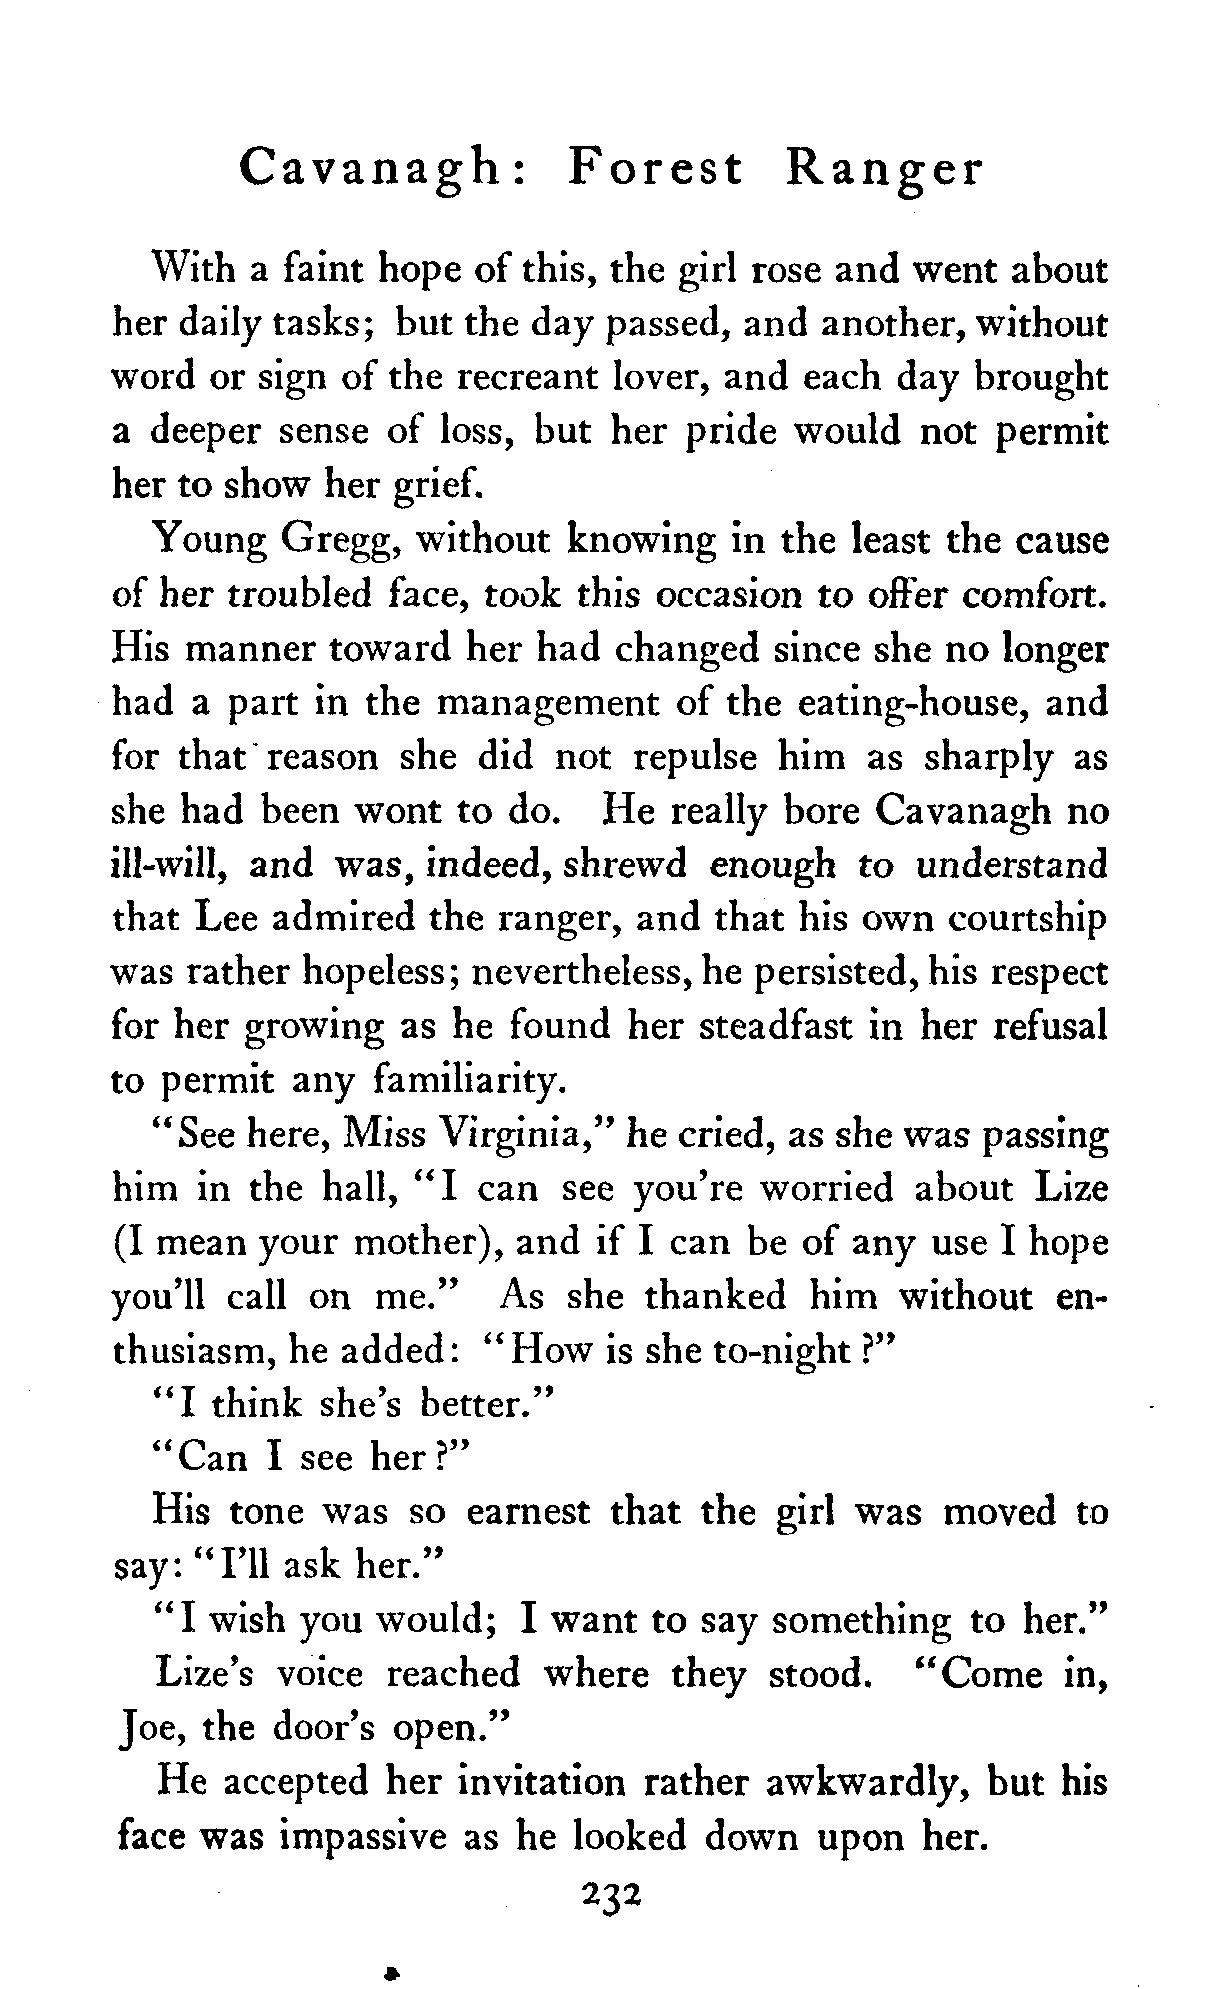 Cavanagh: Forest Ranger
With a faint hope of this, the girl rose and went about
her daily tasks; but the day passed, and another, without
word or sign of the recreant lover, and each day brought
a deeper sense of loss, but her pride would not permit
her to show her grief.
Young Gregg, without knowing in the least the cause
of her troubled face, took this occasion to offer comfort.
His manner toward her had changed since she no longer
had a part in the management of the eating-house, and
for that reason she did not repulse him as sharply as
she had been wont to do. He really bore Cavanagh no
ill-will, and was, indeed, shrewd enough to understand
that Lee admired the ranger, and that his own courtship
was rather hopeless; nevertheless, he persisted, his respect
for her growing as he found her steadfast in her refusal
to permit any familiarity.
"See here, Miss Virginia," he cried, as she was passing
him in the hall, "I can see you're worried about Lize
(I mean your mother), and if I can be of any use I hope
you'll call on me." As she thanked him without en-
thusiasm, he added: "How is she to-night?"
"I think she's better."
"Can I see her?"
His tone was so earnest that the girl was moved to
say: "I'll ask her."
"I wish you would; I want to say something to her."
Lize's voice reached where they stood. "Come in,
Joe, the door's open."
He accepted her invitation rather awkwardly, but his
face was impassive as he looked down upon her.
232